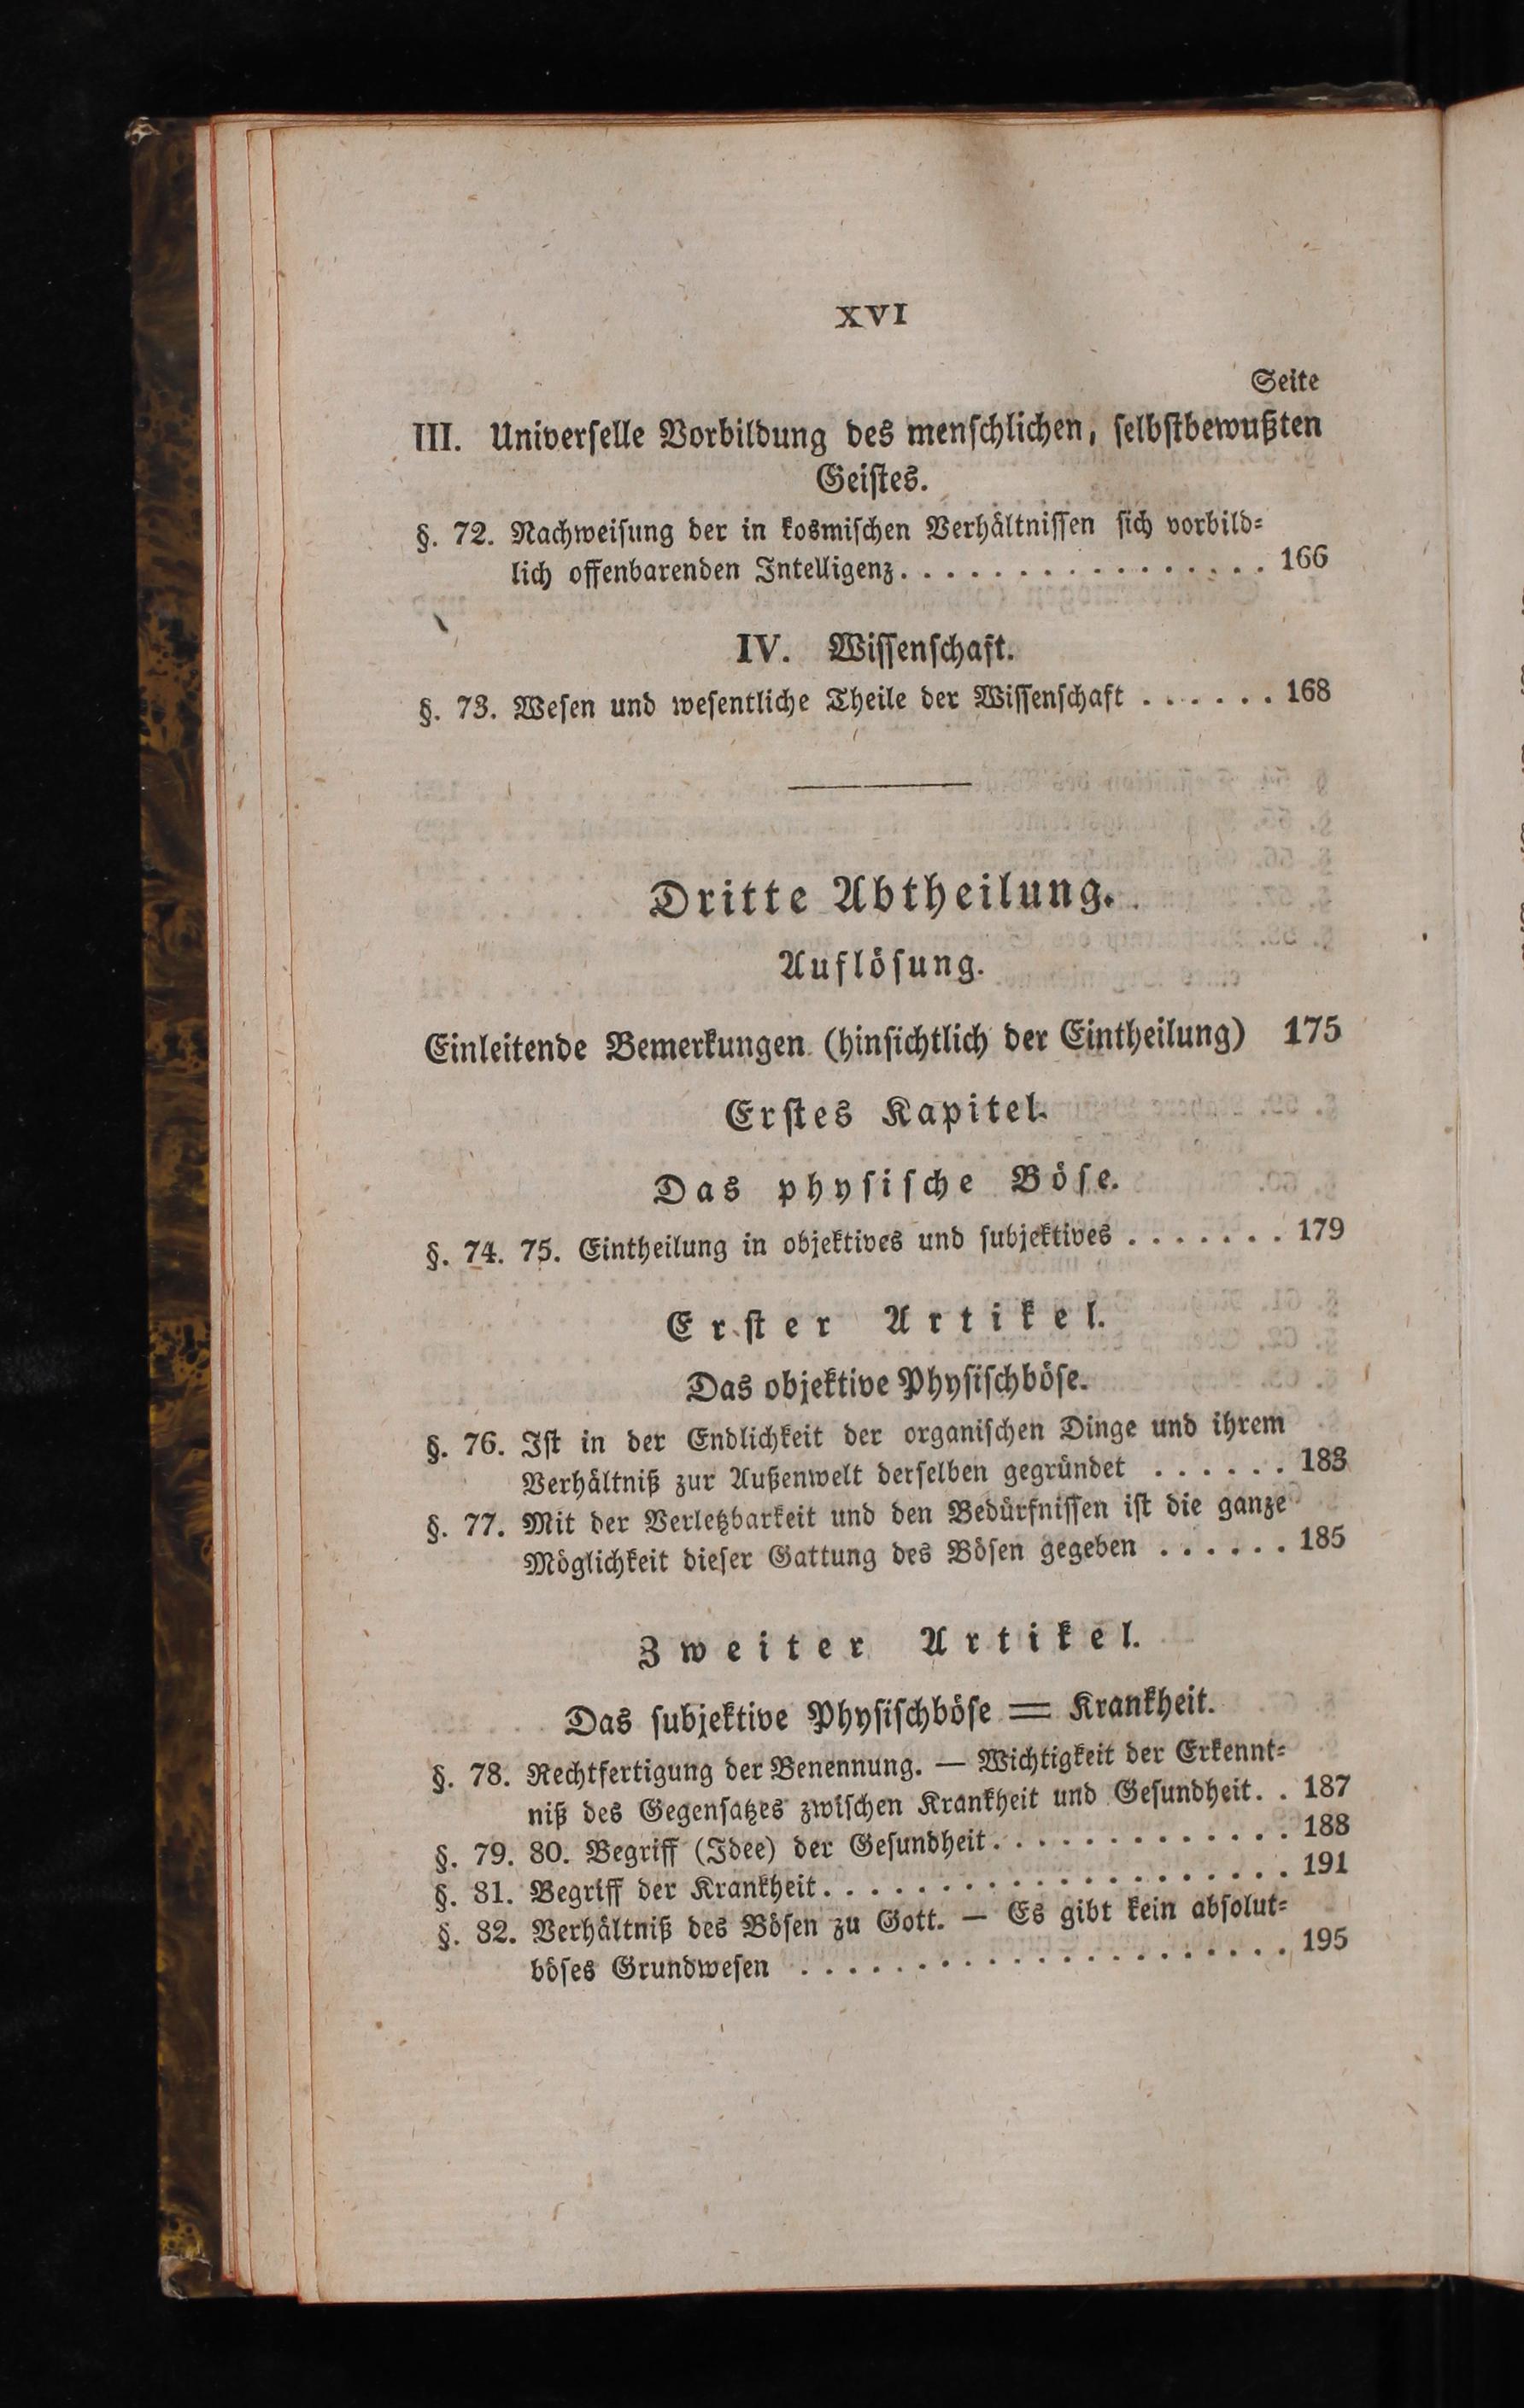 XVI
Seite
III. Universelle Vorbildung des menschlichen, selbstbewußten
Geistes.
§. 72. Nachweisung der in kosmischen Verhältnissen sich vorbild-
lich offenbarenden Intelligenz. . . . . . . . . . . . . . . . 166
IV. Wissenschaft.
§. 73. Wesen und wesentliche Theile der Wissenschaft . . . . . . 168
Dritte Abtheilung.
Auflösung.
Einleitende Bemerkungen (hinsichtlich der Eintheilung) 175
Erstes Kapitel.
Das physische Böse.
§. 74. 75. Eintheilung in objektives und subjektives . . . . . . . 179
Erster Artikel.
Das objektive Physischböse.
§. 76. Ist in der Endlichkeit der organischen Dinge und ihrem
Verhältniß zur Außenwelt derselben gegründet . . . . . . 183
§. 77. Mit der Verletzbarkeit und den Bedürfnissen ist die ganze
Möglichkeit dieser Gattung des Bösen gegeben . . . . . . 185
Zweiter Artikel.
Das subjektive Physischböse = Krankheit.
§. 78. Rechtfertigung der Benennung. — Wichtigkeit der Erkennt-
niß des Gegensatzes zwischen Krankheit und Gesundheit. . 187
§. 79. 80. Begriff (Idee) der Gesundheit. . . . . . . . . . . . . 188
§. 81. Begriff der Krankheit. . . . . . . . . . . . . . . . . . . . 191
§. 82. Verhältniß des Bösen zu Gott. — Es gibt kein absolut-
böses Grundwesen . . . . . . . . . . . . . . . . . . . . . 195